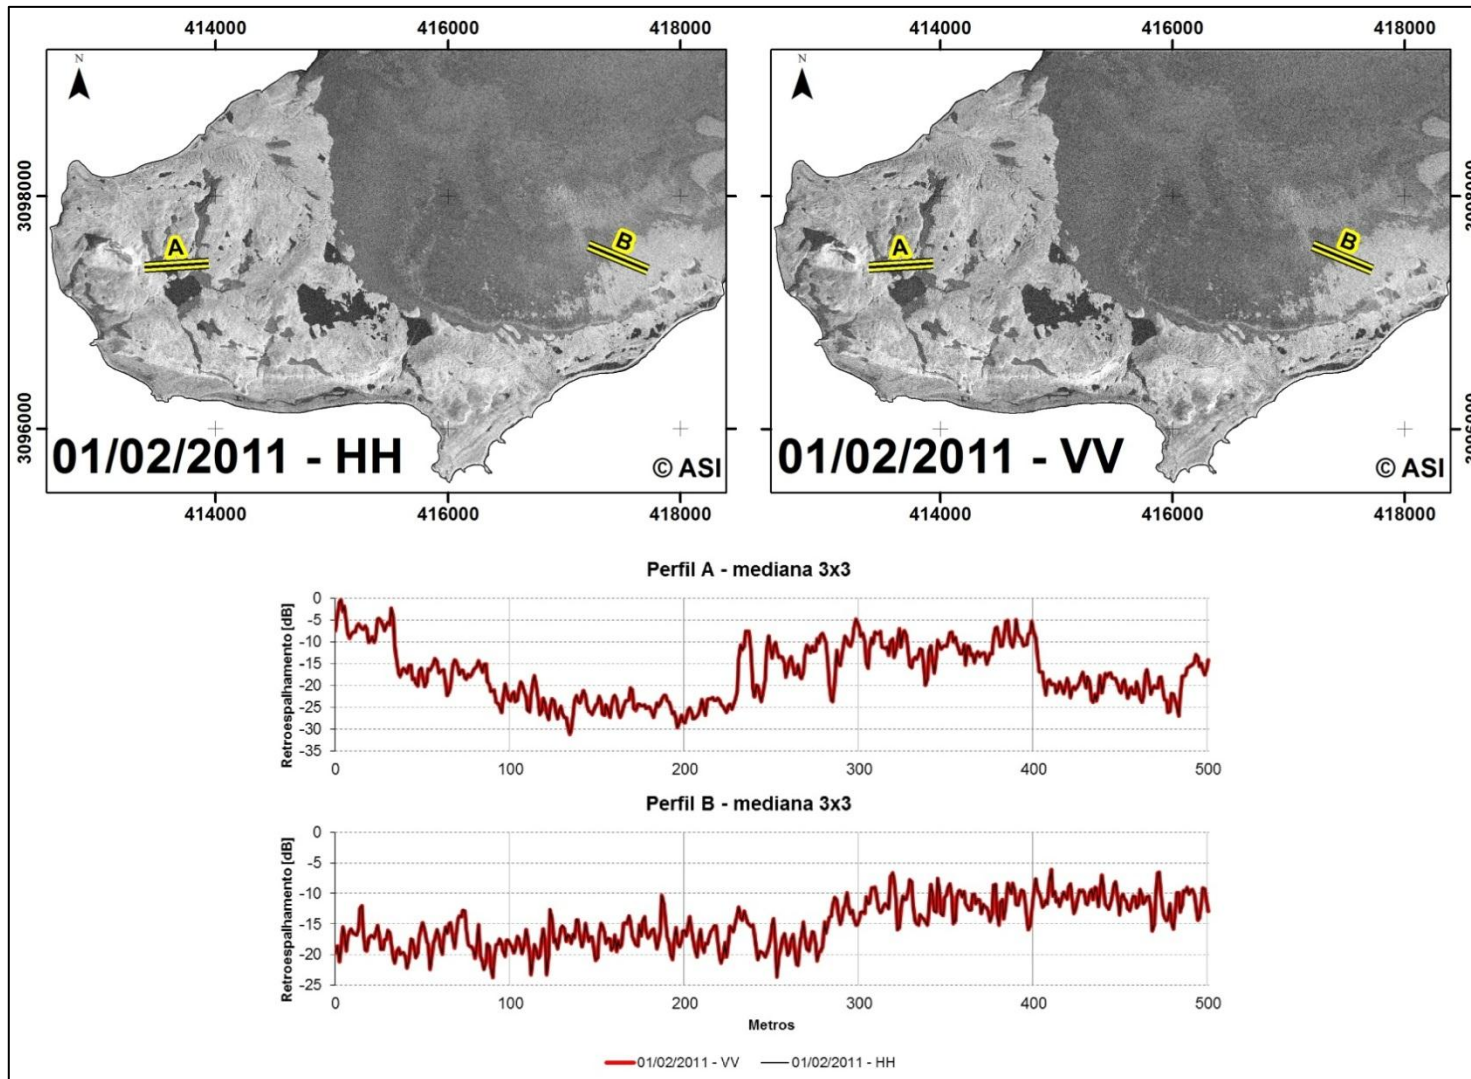 414000 416000 418000 414000 416000 418000
N N
3098000 3098000
A B A B
3096000 3096000
01/02/2011 - HH © ASI 01/02/2011 - VV © ASI
414000 416000 418000 414000 416000 418000
Perfil A - mediana 3x3
Retroespalhamento [dB]
0
-5
-10
-15
-20
-25
-30
-35
0 100 200 300 400 500
Perfil B - mediana 3x3
Retroespalhamento [dB]
0
-5
-10
-15
-20
-25
0 100 200 300 400 500
Metros
01/02/2011 - VV 01/02/2011 - HH